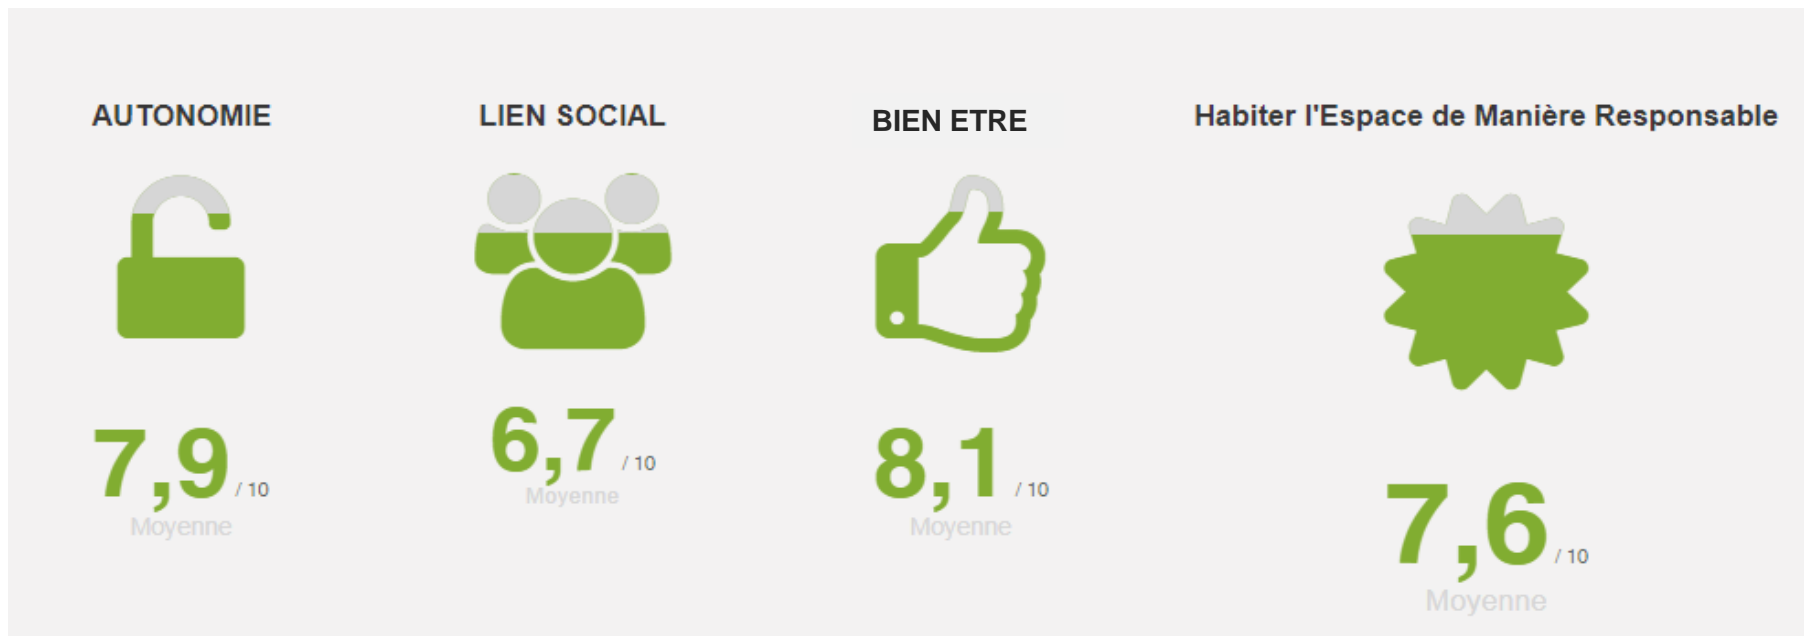 AUTONOMIE
7,9 / 10
Moyenne
LIEN SOCIAL
6,7 / 10
Moyenne
BIEN ETRE
8,1 / 10
Moyenne
Habiter l'Espace de Manière Responsable
7,6 / 10
Moyenne